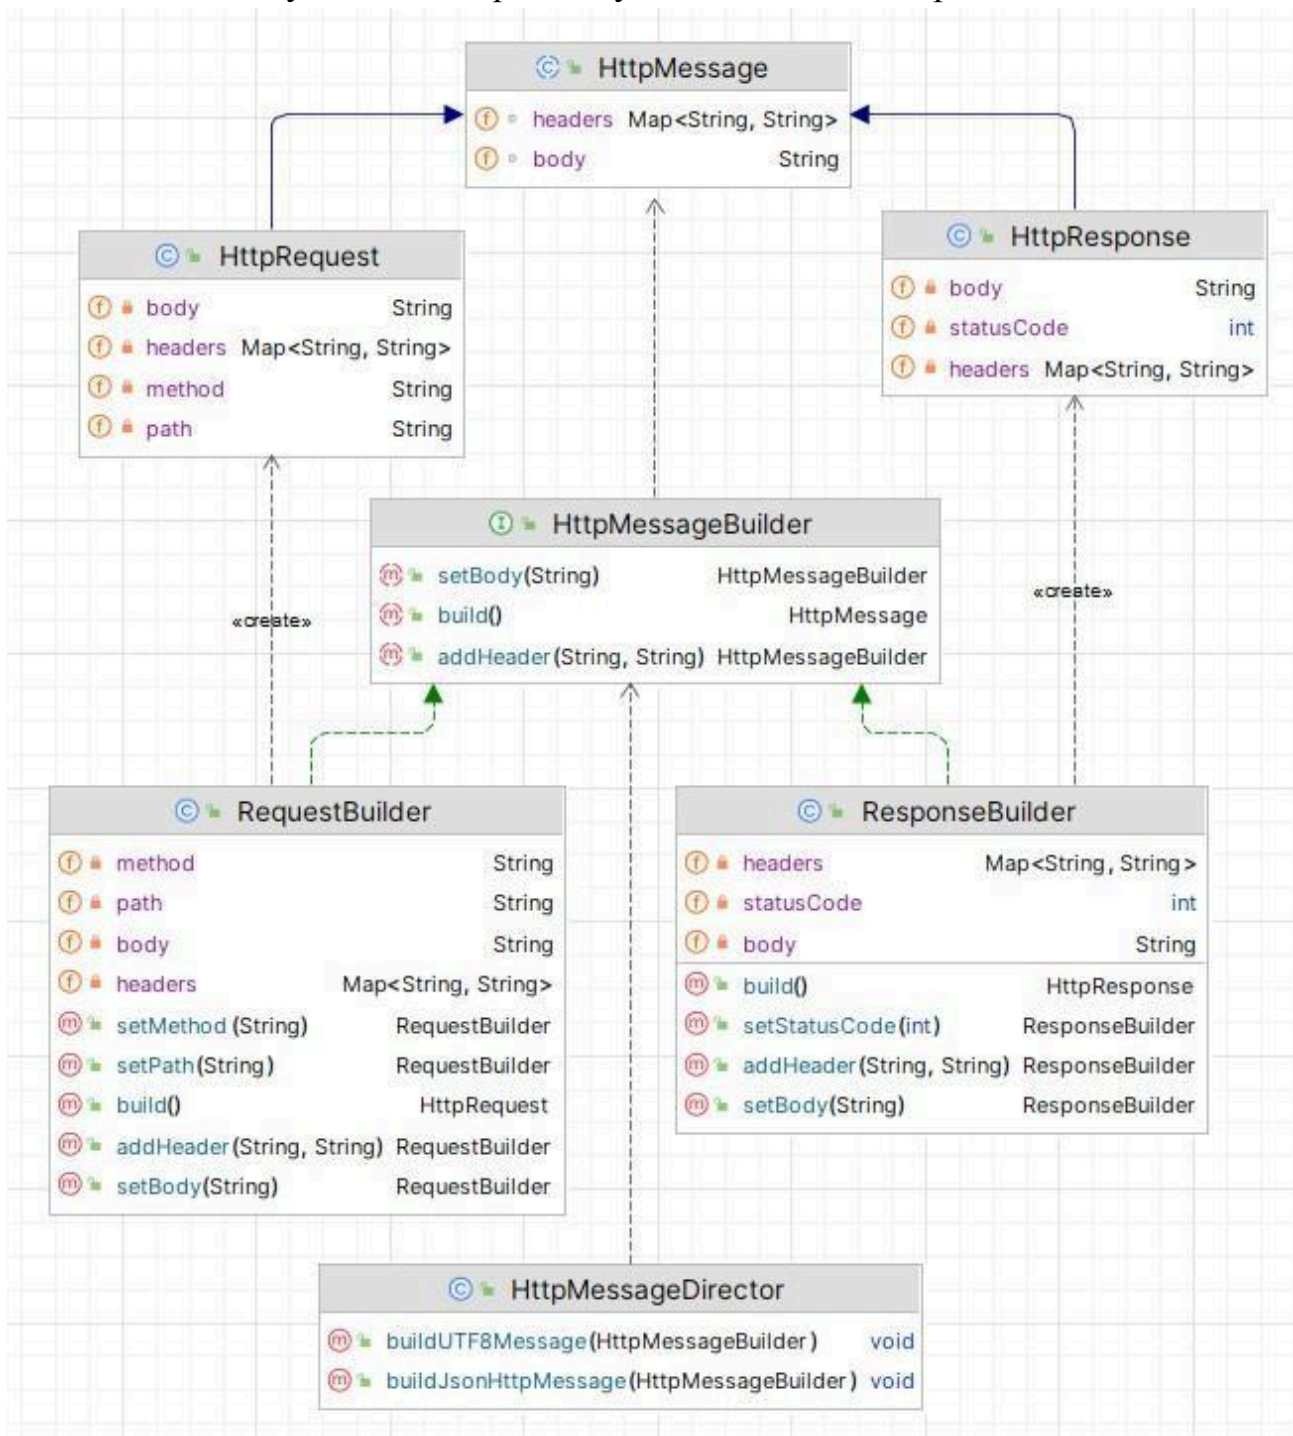 HttpMessage
headers Map<String, String>
body String
HttpRequest
body String
headers Map<String, String>
method String
path String
HttpResponse
body String
statusCode int
headers Map<String, String>
HttpMessageBuilder
setBody(String) HttpMessageBuilder
build() HttpMessage
addHeader(String, String) HttpMessageBuilder
«create»
«create»
RequestBuilder
method String
path String
body String
headers Map<String, String>
setMethod(String) RequestBuilder
setPath(String) RequestBuilder
build() HttpRequest
addHeader(String, String) RequestBuilder
setBody(String) RequestBuilder
ResponseBuilder
headers Map<String, String>
statusCode int
body String
build() HttpResponse
setStatusCode(int) ResponseBuilder
addHeader(String, String) ResponseBuilder
setBody(String) ResponseBuilder
HttpMessageDirector
buildUTF8Message(HttpMessageBuilder) void
buildJsonHttpMessage(HttpMessageBuilder) void